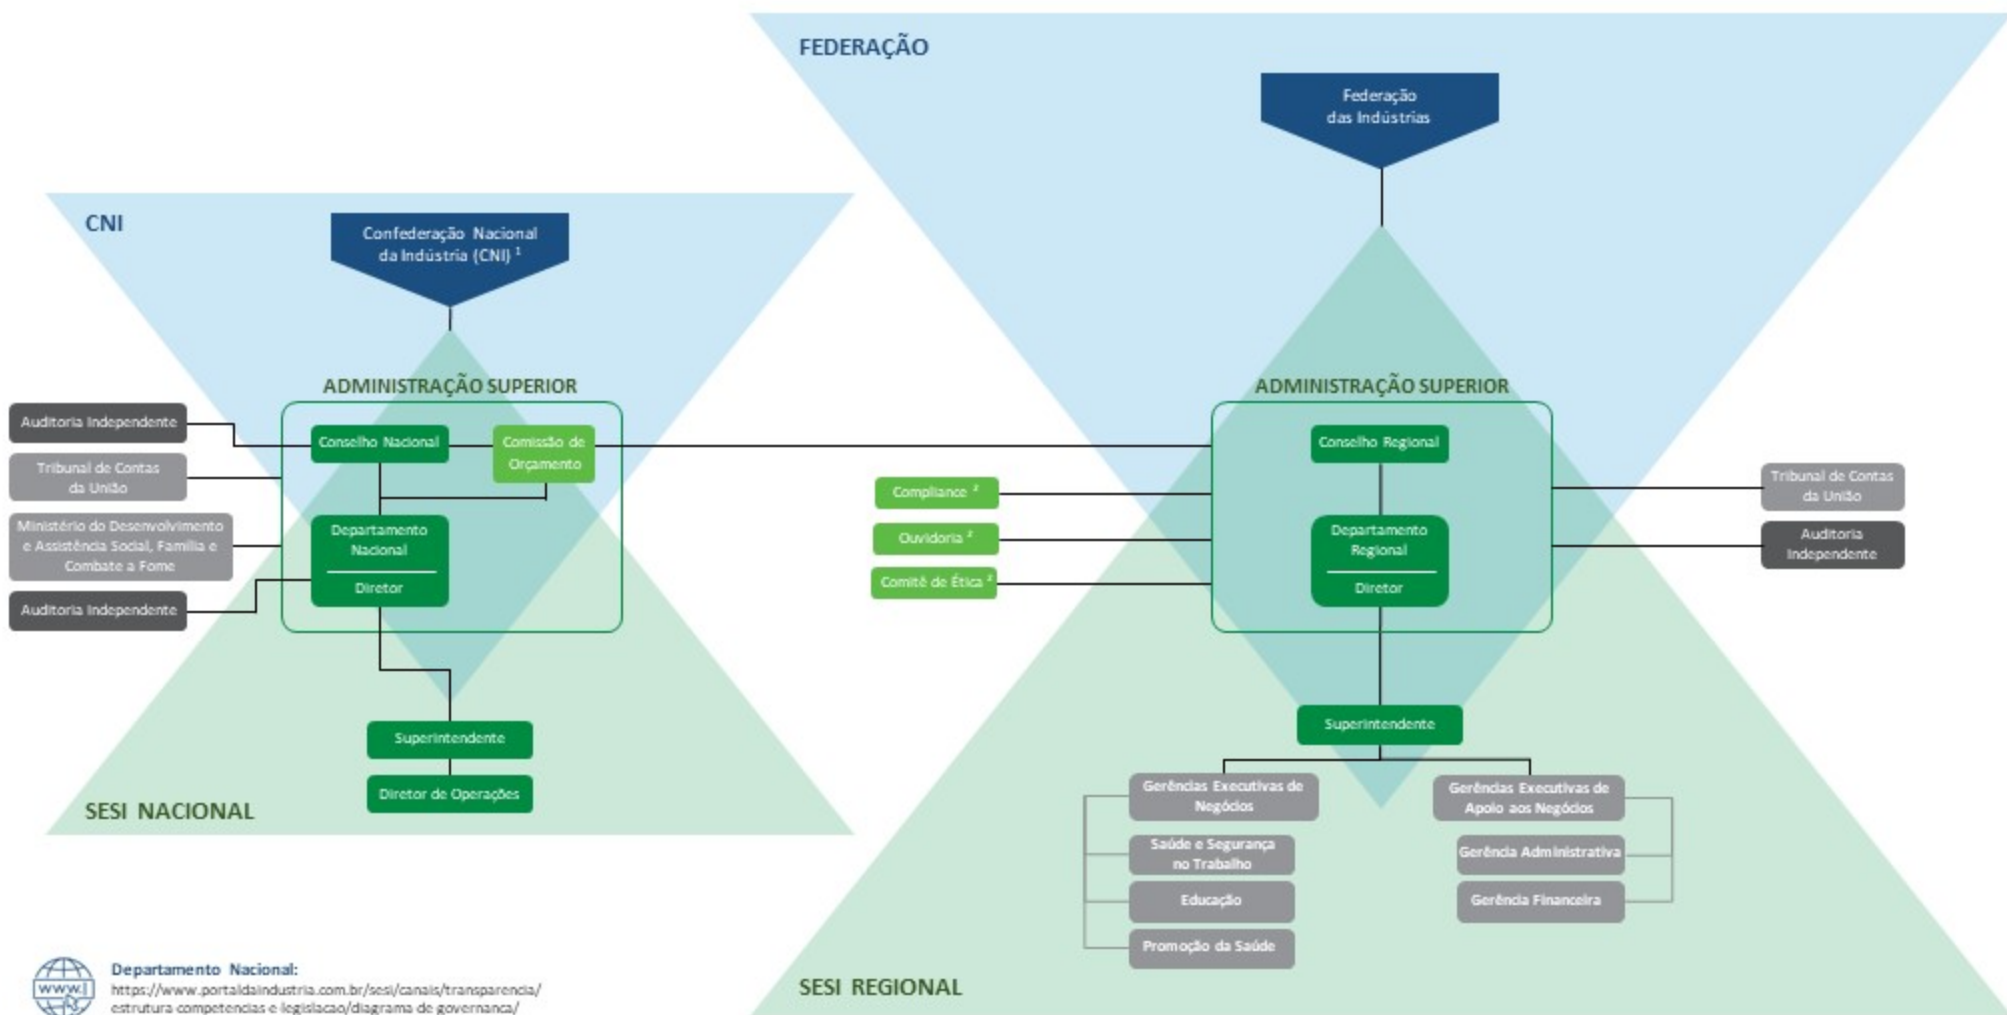 FEDERAÇÃO
Federação
das Indústrias
CNI
Confederação Nacional
da Indústria (CNI) ¹
ADMINISTRAÇÃO SUPERIOR
Auditoria Independente
Tribunal de Contas
da União
Ministério do Desenvolvimento
e Assistência Social, Família e
Combate a Fome
Auditoria Independente
Conselho Nacional
Comissão de
Orçamento
Departamento
Nacional
Diretor
Superintendente
Diretor de Operações
SESI NACIONAL
ADMINISTRAÇÃO SUPERIOR
Compliance ²
Ouvidoria ²
Comitê de Ética ²
Conselho Regional
Departamento
Regional
Diretor
Tribunal de Contas
da União
Auditoria
Independente
Superintendente
Gerências Executivas de
Negócios
Saúde e Segurança
no Trabalho
Educação
Promoção da Saúde
Gerências Executivas de
Apoio aos Negócios
Gerência Administrativa
Gerência Financeira
SESI REGIONAL
www.
Departamento Nacional:
https://www.portaldaindustria.com.br/sesi/canais/transparencia/
estrutura competencias e legislacao/diagrama de governanca/